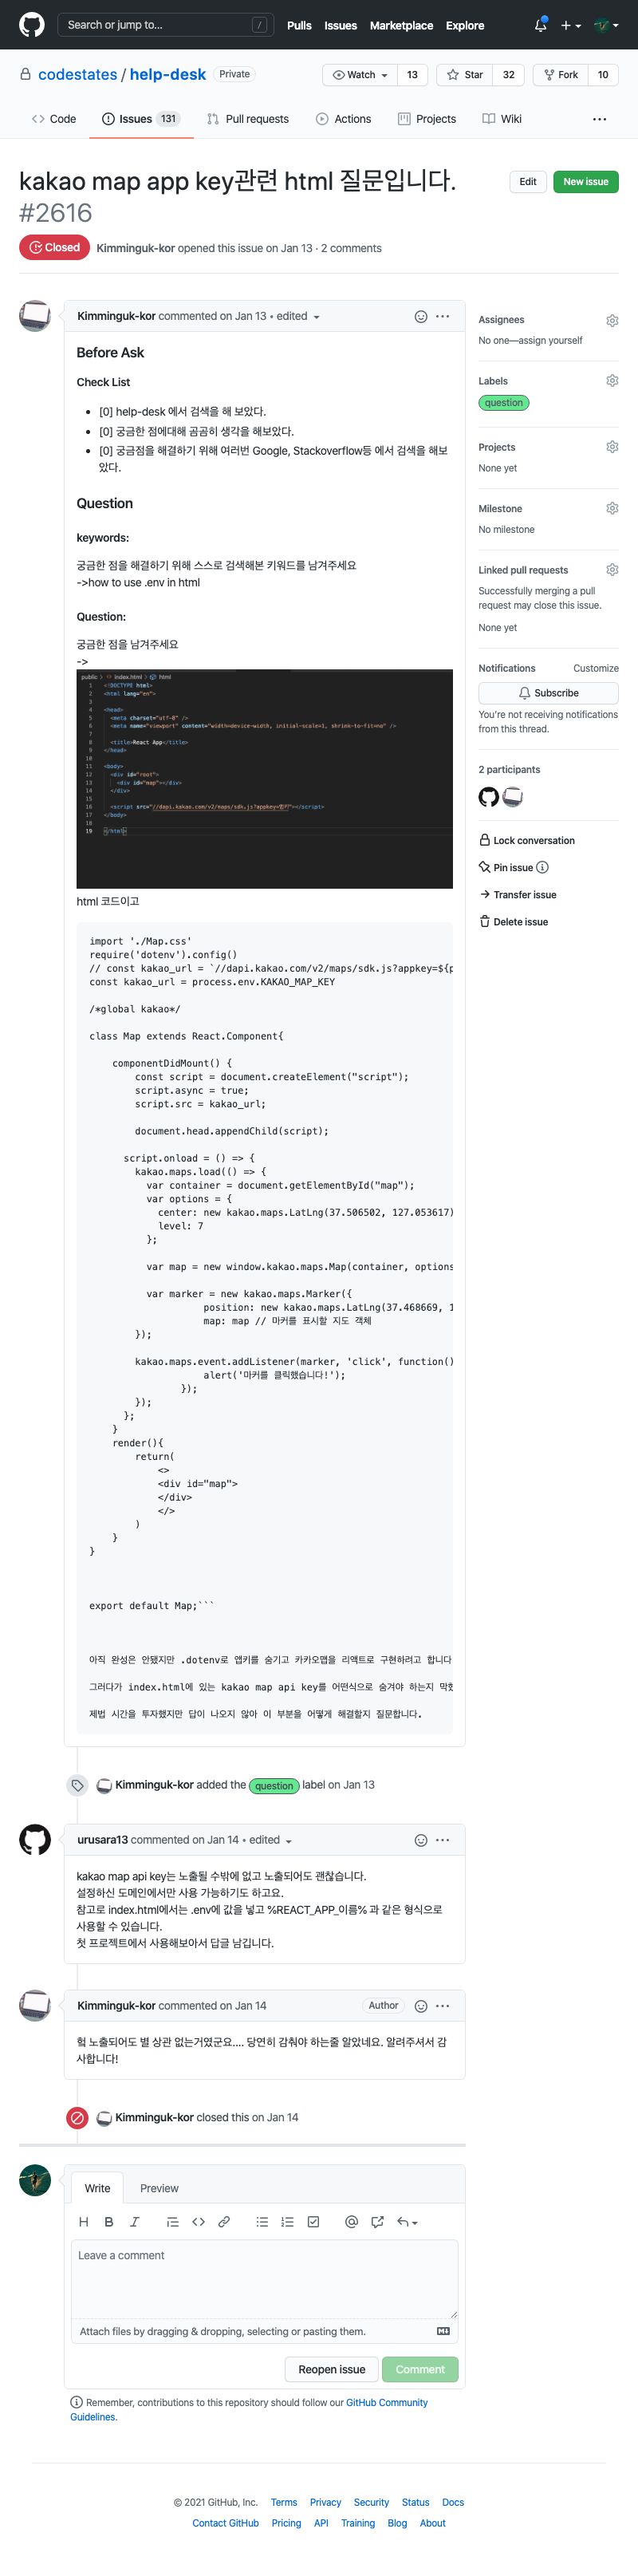 Search or jump to... /
Pulls Issues Marketplace Explore
codestates / help-desk Private
Watch 13 Star 32 Fork 10
Code Issues 131 Pull requests Actions Projects Wiki
kakao map app key관련 html 질문입니다.
#2616
Edit New issue
Closed Kimminguk-kor opened this issue on Jan 13 · 2 comments
Kimminguk-kor commented on Jan 13 • edited
Before Ask
Check List
• [0] help-desk 에서 검색을 해 보았다.
• [0] 궁금한 점에대해 곰곰히 생각을 해보았다.
• [0] 궁금점을 해결하기 위해 여러번 Google, Stackoverflow등 에서 검색을 해보
았다.
Question
keywords:
궁금한 점을 해결하기 위해 스스로 검색해본 키워드를 남겨주세요
->how to use .env in html
Question:
궁금한 점을 남겨주세요
->
public > index.html > html
1 <!DOCTYPE html>
2 <html lang="en">
3
4 <head>
5 <meta charset="utf-8" />
6 <meta name="viewport" content="width=device-width, initial-scale=1, shrink-to-fit=no" />
7
8 <title>React App</title>
9 </head>
10
11 <body>
12 <div id="root">
13 <div id="map"></div>
14 </div>
15
16 <script src="//dapi.kakao.com/v2/maps/sdk.js?appkey=앱키"></script>
17 </body>
18
19 </html>
html 코드이고
import './Map.css'
require('dotenv').config()
// const kakao_url = `//dapi.kakao.com/v2/maps/sdk.js?appkey=${p
const kakao_url = process.env.KAKAO_MAP_KEY
/*global kakao*/
class Map extends React.Component{
componentDidMount() {
const script = document.createElement("script");
script.async = true;
script.src = kakao_url;
document.head.appendChild(script);
script.onload = () => {
kakao.maps.load(() => {
var container = document.getElementById("map");
var options = {
center: new kakao.maps.LatLng(37.506502, 127.053617)
level: 7
};
var map = new window.kakao.maps.Map(container, options
var marker = new kakao.maps.Marker({
position: new kakao.maps.LatLng(37.468669, 1
map: map // 마커를 표시할 지도 객체
});
kakao.maps.event.addListener(marker, 'click', function()
alert('마커를 클릭했습니다!');
});
});
};
}
render(){
return(
<>
<div id="map">
</div>
</>
)
}
}
export default Map;```
아직 완성은 안됐지만 .dotenv로 앱키를 숨기고 카카오맵을 리액트로 구현하려고 합니다
그러다가 index.html에 있는 kakao map api key를 어떤식으로 숨겨야 하는지 막혔
제법 시간을 투자했지만 답이 나오지 않아 이 부분을 어떻게 해결할지 질문합니다.
Kimminguk-kor added the question label on Jan 13
urusara13 commented on Jan 14 • edited
kakao map api key는 노출될 수밖에 없고 노출되어도 괜찮습니다.
설정하신 도메인에서만 사용 가능하기도 하고요.
참고로 index.html에서는 .env에 값을 넣고 %REACT_APP_이름% 과 같은 형식으로
사용할 수 있습니다.
첫 프로젝트에서 사용해보아서 답글 남깁니다.
Kimminguk-kor commented on Jan 14 Author
헉 노출되어도 별 상관 없는거였군요.... 당연히 감춰야 하는줄 알았네요. 알려주셔서 감
사합니다!
Kimminguk-kor closed this on Jan 14
Write Preview
Leave a comment
Attach files by dragging & dropping, selecting or pasting them.
Reopen issue Comment
Remember, contributions to this repository should follow our GitHub Community
Guidelines.
Assignees
No one—assign yourself
Labels
question
Projects
None yet
Milestone
No milestone
Linked pull requests
Successfully merging a pull
request may close this issue.
None yet
Notifications Customize
Subscribe
You're not receiving notifications
from this thread.
2 participants
Lock conversation
Pin issue
Transfer issue
Delete issue
© 2021 GitHub, Inc. Terms Privacy Security Status Docs
Contact GitHub Pricing API Training Blog About